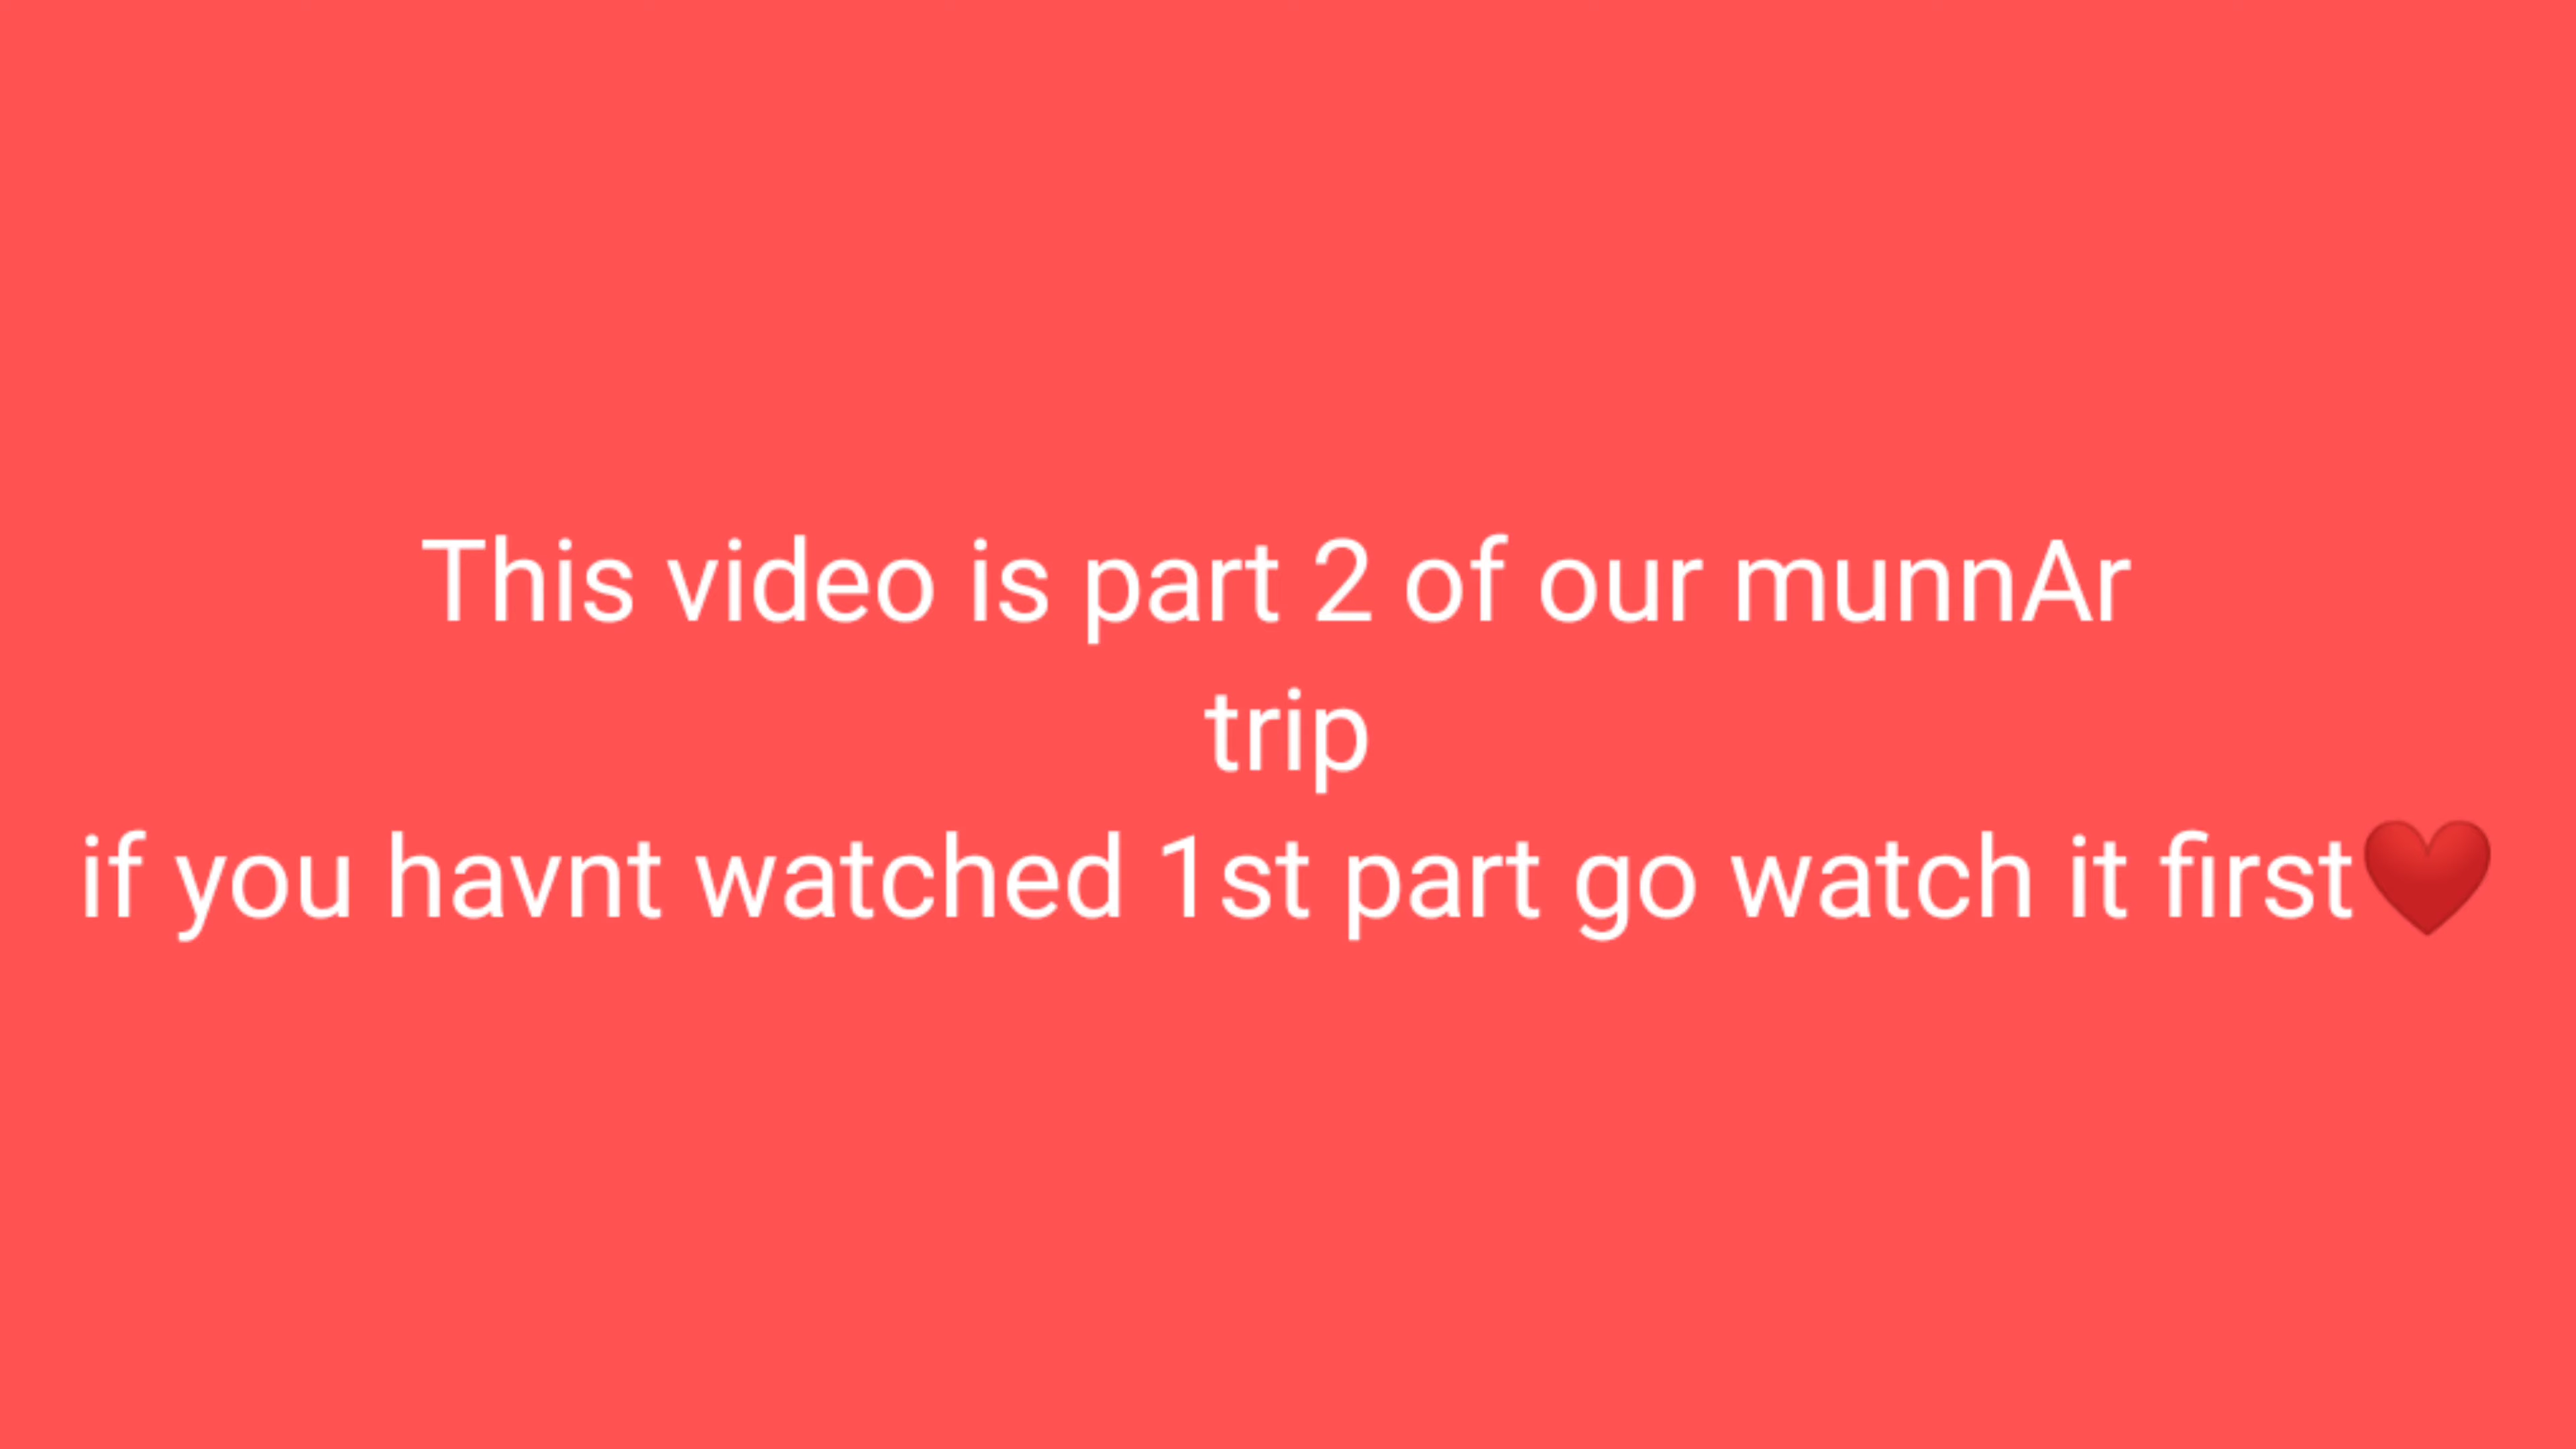 This video is part 2 of our munnAr
trip
if you havnt watched 1st part go watch it first❤️